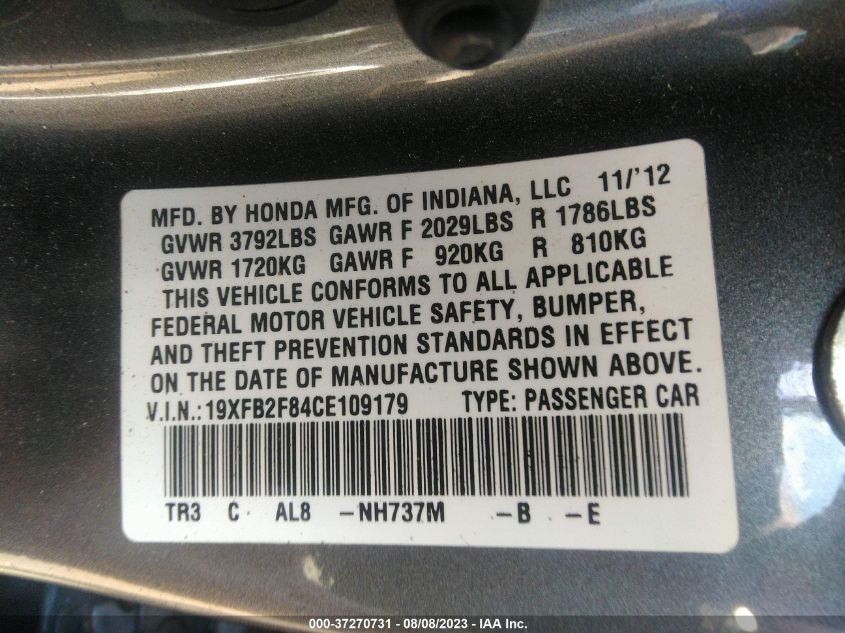 MFD. BY HONDA MFG. OF INDIANA, LLC 11/'12
GVWR 3792LBS GAWR F 2029LBS R 1786LBS
GVWR 1720KG GAWR F 920KG R 810KG
THIS VEHICLE CONFORMS TO ALL APPLICABLE
FEDERAL MOTOR VEHICLE SAFETY, BUMPER,
AND THEFT PREVENTION STANDARDS IN EFFECT
ON THE DATE OF MANUFACTURE SHOWN ABOVE.
V.I.N.:19XFB2F84CE109179 TYPE: PASSENGER CAR
TR3 C AL8 -NH737M -B -E
000-37270731 - 08/08/2023 - IAA Inc.